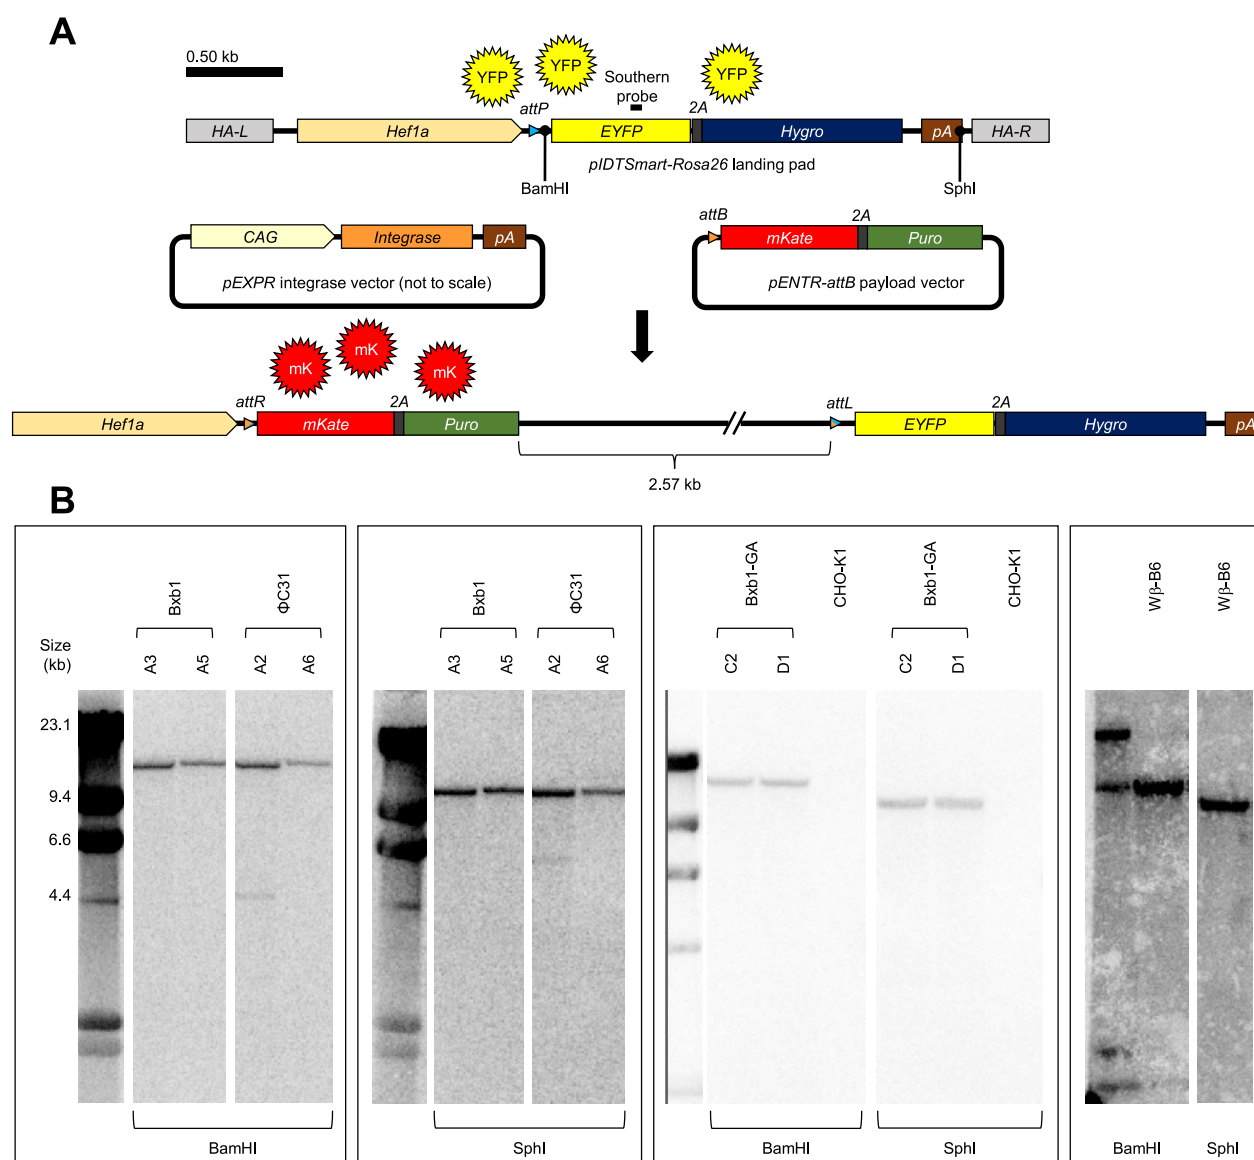 A
0.50 kb
YFP
YFP
YFP
Southern
probe
attP
2A
HA-L
Hef1a
EYFP
Hygro
pA
HA-R
pIDTSmart-Rosa26 landing pad
BamHI
SphI
attB
2A
CAG
Integrase
pA
mKate
Puro
pEXPR integrase vector (not to scale)
pENTR-attB payload vector
mK
mK
mK
attR
2A
attL
2A
Hef1a
mKate
Puro
EYFP
Hygro
pA
2.57 kb
B
Bxb1
ΦC31
Bxb1
ΦC31
Bxb1-GA
CHO-K1
Bxb1-GA
CHO-K1
Wβ-B6
Wβ-B6
Size
(kb)
A3
A5
A2
A6
A3
A5
A2
A6
C2
D1
C2
D1
23.1
9.4
6.6
4.4
BamHI
SphI
BamHI
SphI
BamHI
SphI